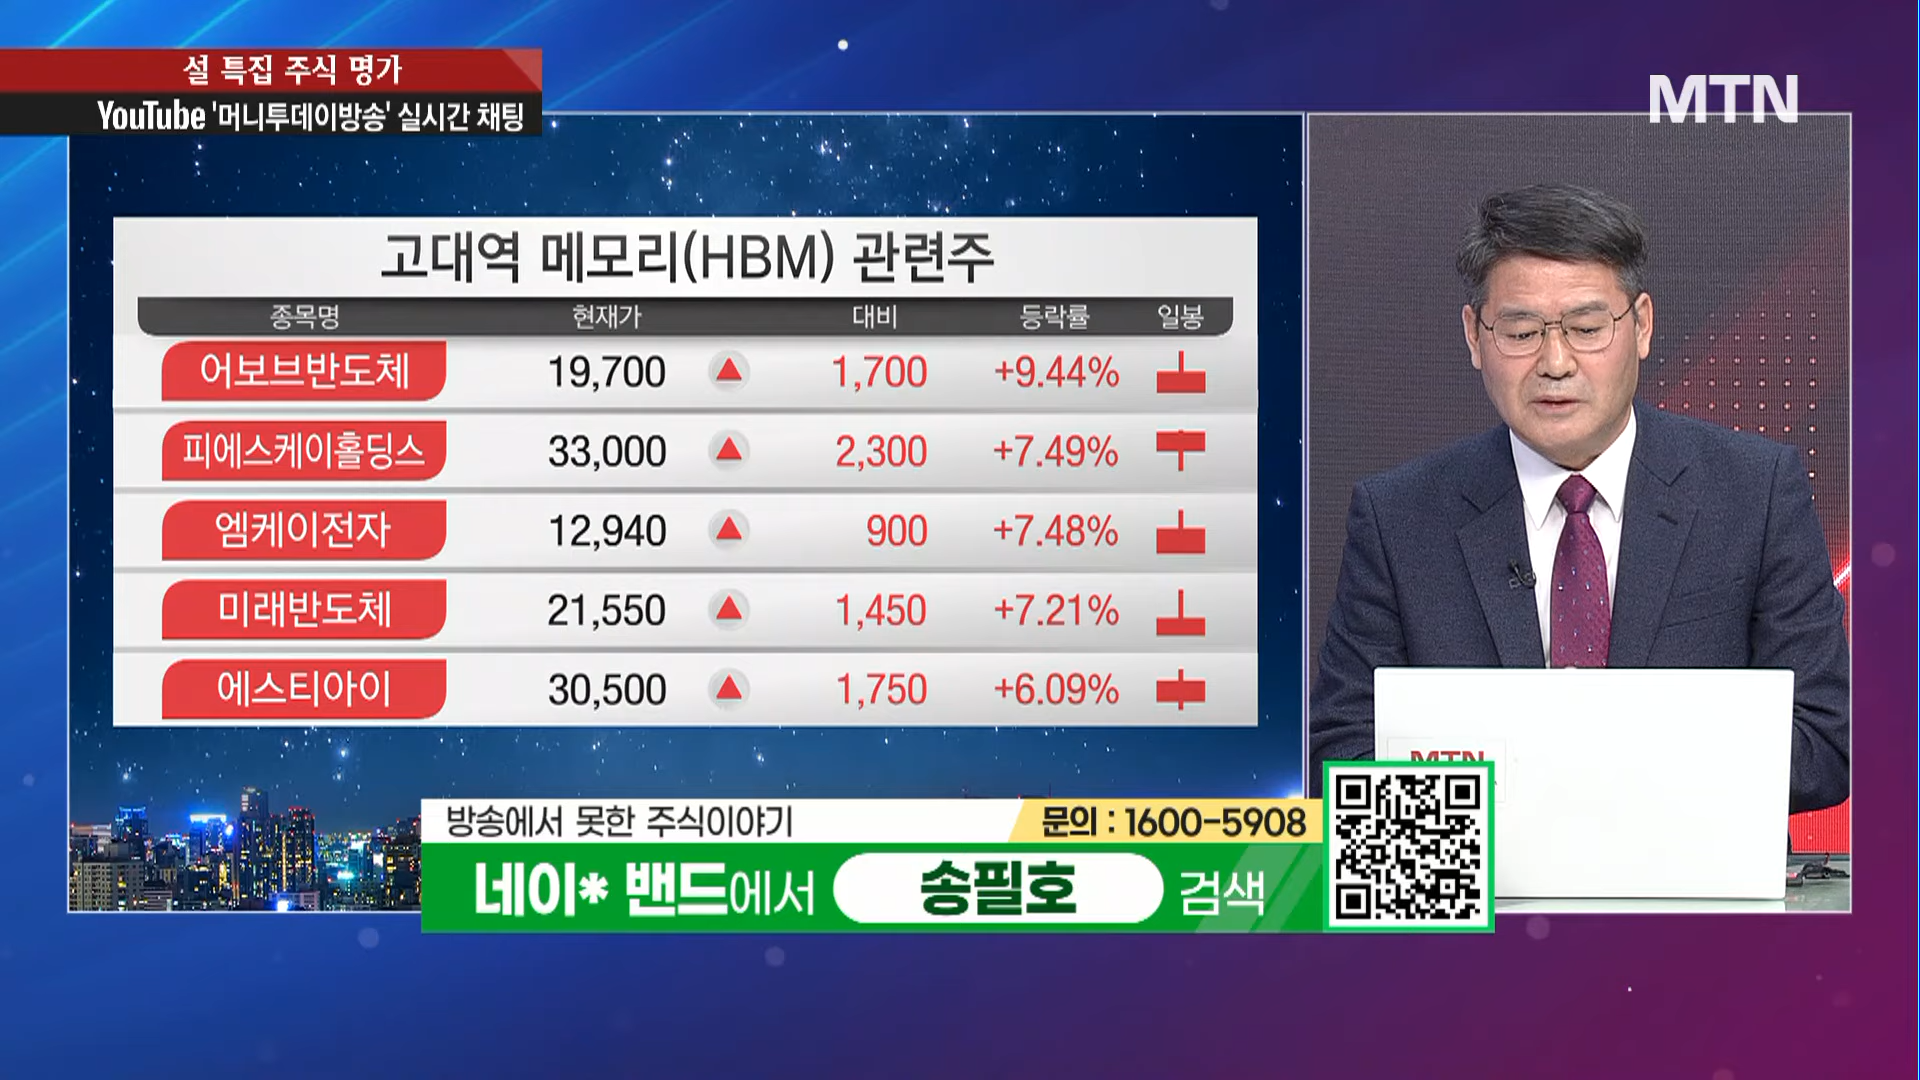 설 특집 주식 명가
YouTube '머니투데이방송' 실시간 채팅
MTN
고대역 메모리(HBM) 관련주
종목명 현재가 대비 등락률 일봉
어보브반도체 19,700 ▲ 1,700 +9.44%
피에스케이홀딩스 33,000 ▲ 2,300 +7.49%
엠케이전자 12,940 ▲ 900 +7.48%
미래반도체 21,550 ▲ 1,450 +7.21%
에스티아이 30,500 ▲ 1,750 +6.09%
MTN
방송에서 못한 주식이야기 문의 : 1600-5908
네이* 밴드에서 송필호 검색